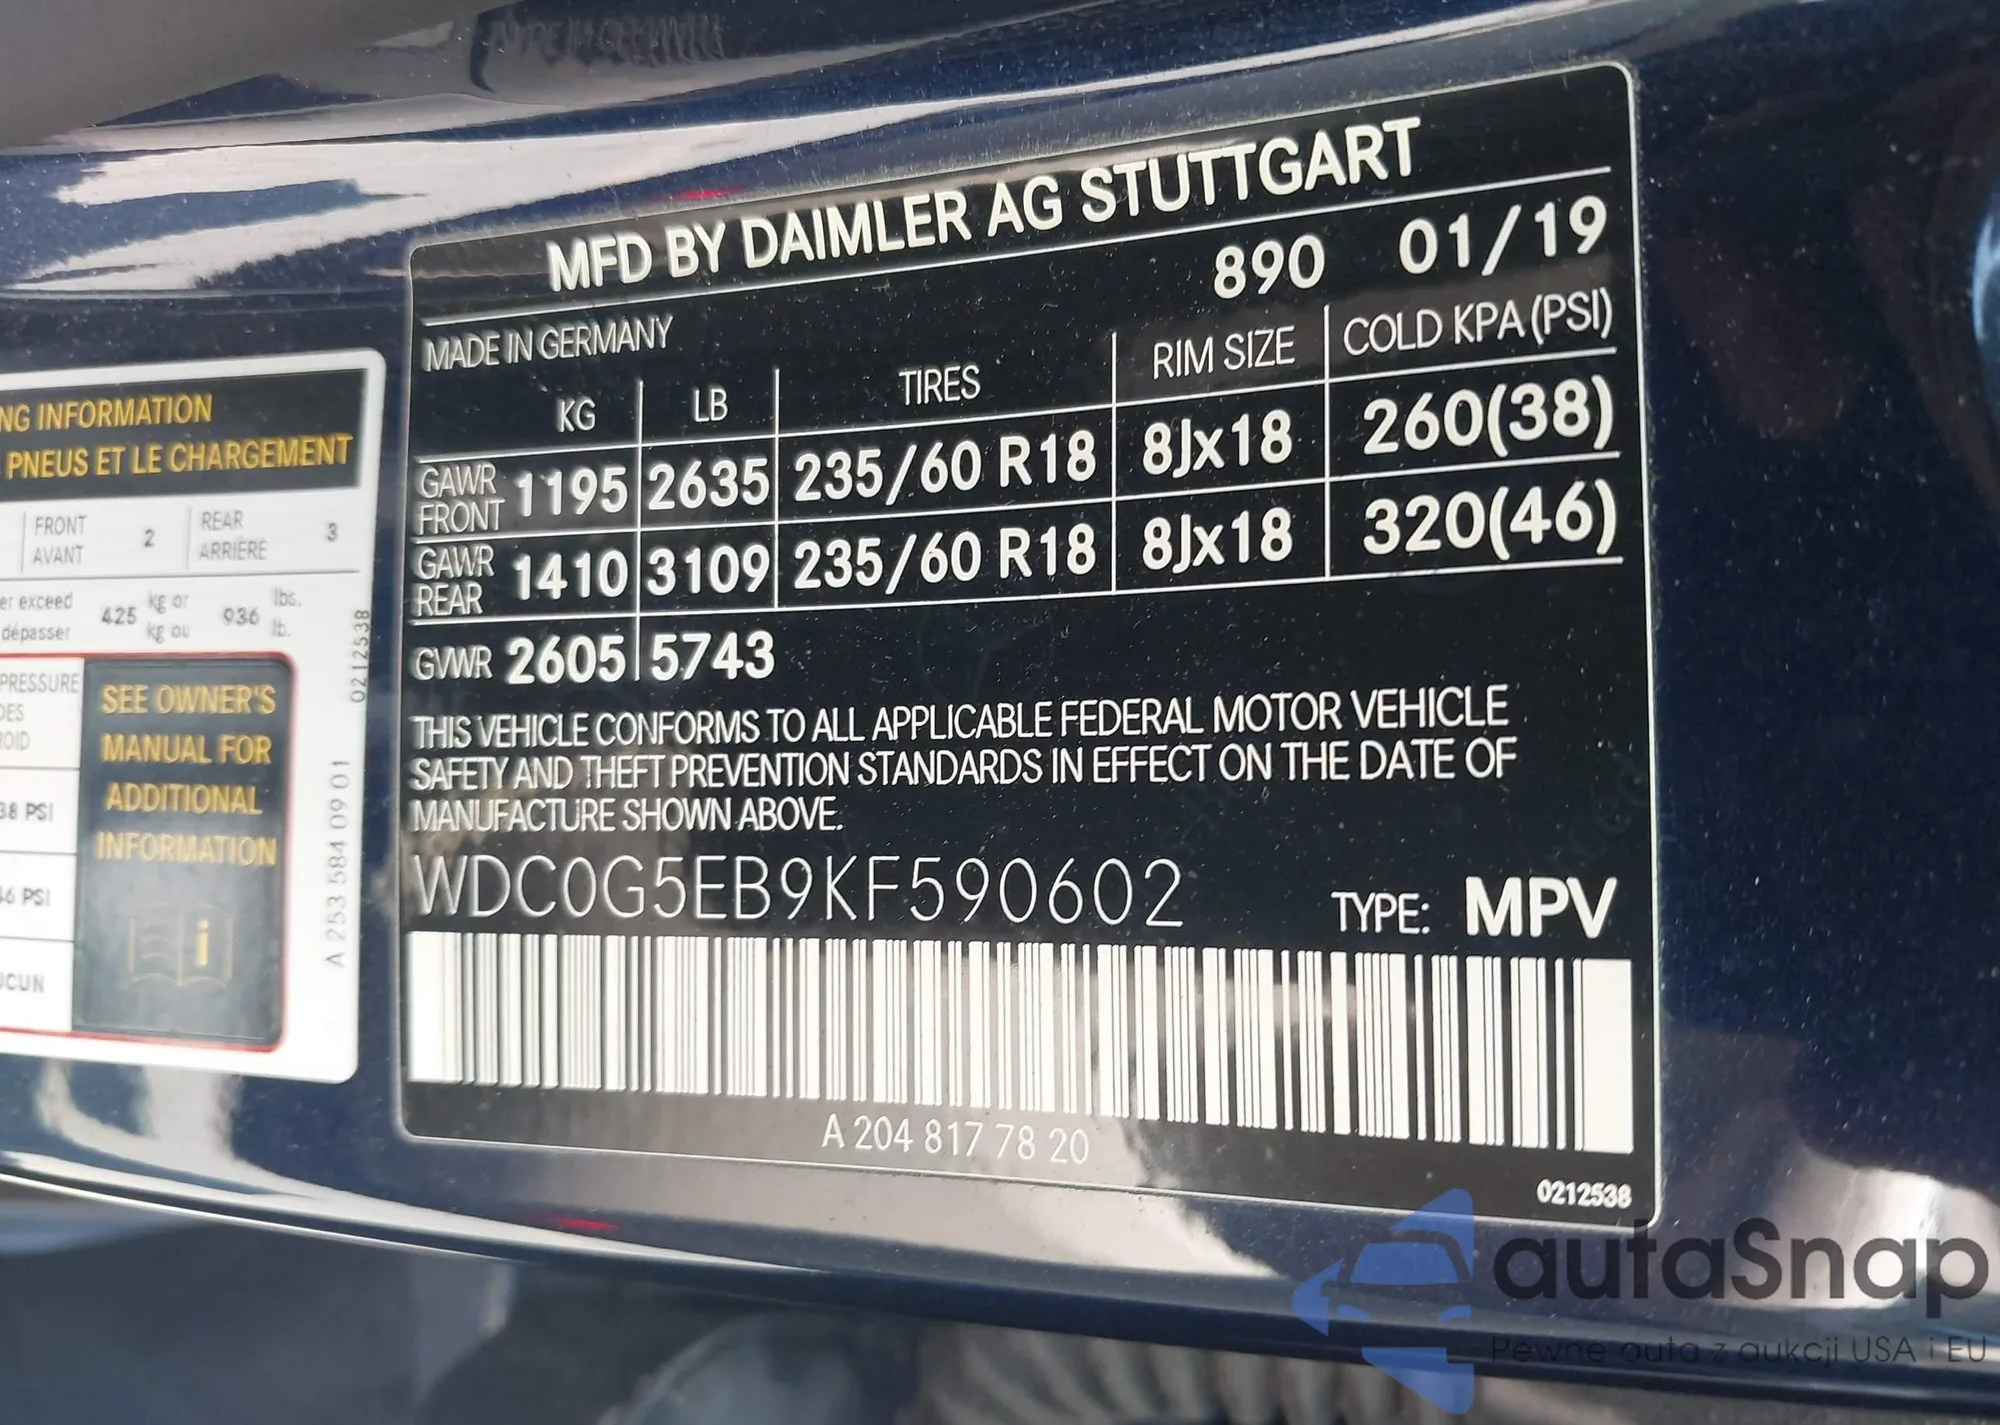 MADE IN GERMANY
MFD BY DAIMLER AG STUTTGART
890 01/19
MADE IN GERMANY
KG LB TIRES RIM SIZE COLD KPA (PSI)
GAWR FRONT 1195 2635 235/60 R18 8Jx18 260(38)
GAWR REAR 1410 3109 235/60 R18 8Jx18 320(46)
GVWR 2605 5743
THIS VEHICLE CONFORMS TO ALL APPLICABLE FEDERAL MOTOR VEHICLE
SAFETY AND THEFT PREVENTION STANDARDS IN EFFECT ON THE DATE OF
MANUFACTURE SHOWN ABOVE.
WDC0G5EB9KF590602 TYPE: MPV
A 204 817 78 20
0212538
NG INFORMATION
PNEUS ET LE CHARGEMENT
FRONT 2 REAR 3
AVANT ARRIÈRE
er exceed 425 kg or 936 lbs.
dépasser kg ou lb.
0212538
PRESSURE
DES
ROID
38 PSI
46 PSI
UCUN
SEE OWNER'S
MANUAL FOR
ADDITIONAL
INFORMATION
i
A 253 584 09 01
autaSnap
Pewne auta z aukcji USA i EU